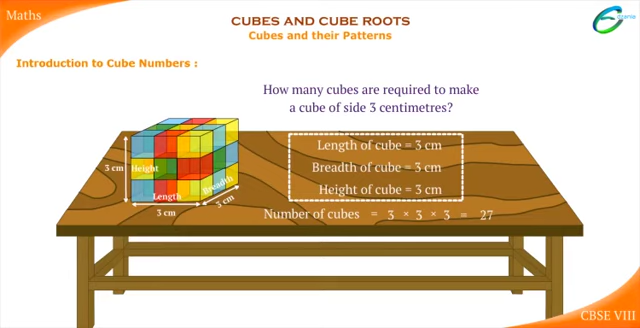 Maths
CUBES AND CUBE ROOTS
Cubes and their Patterns
Introduction to Cube Numbers :
How many cubes are required to make
a cube of side 3 centimetres?
Length of cube = 3 cm
3 cm
Height
Breadth of cube = 3 cm
Breadth
Length
Height of cube = 3 cm
3 cm
3 cm
Number of cubes = 3 × 3 × 3 = 27
CBSE VIII